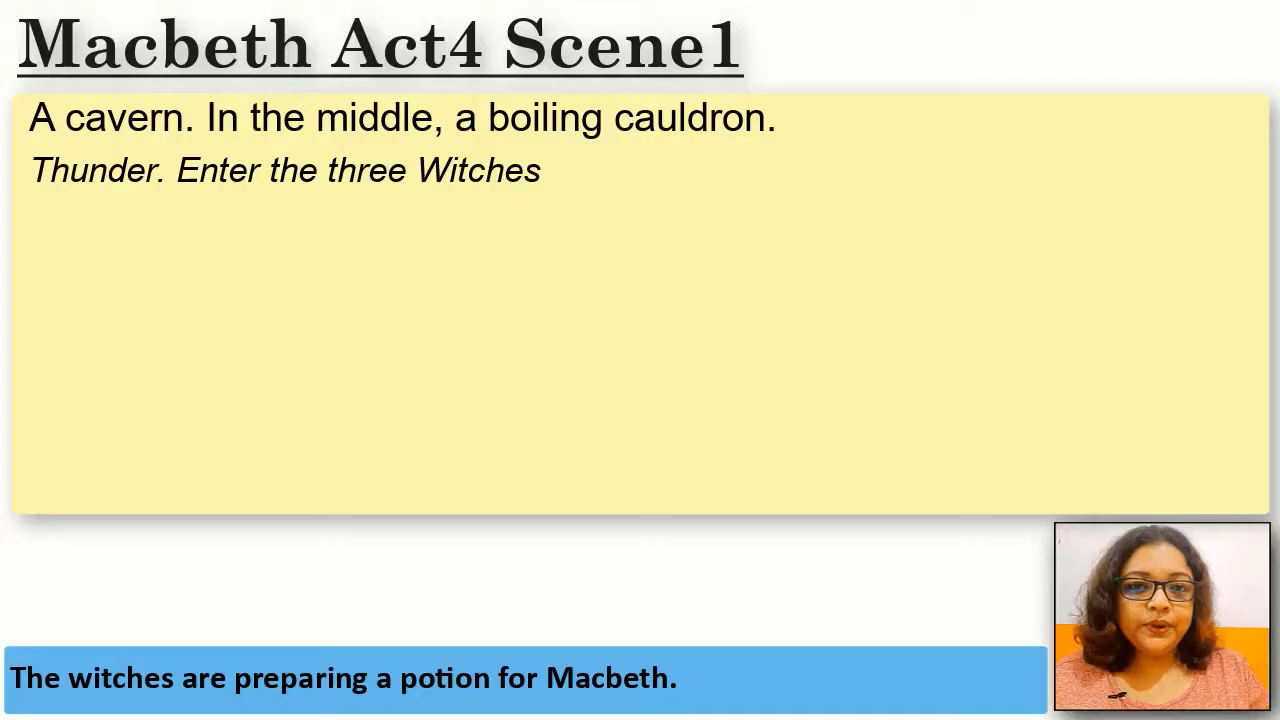 Macbeth Act4 Scene1
A cavern. In the middle, a boiling cauldron.
Thunder. Enter the three Witches
The witches are preparing a potion for Macbeth.